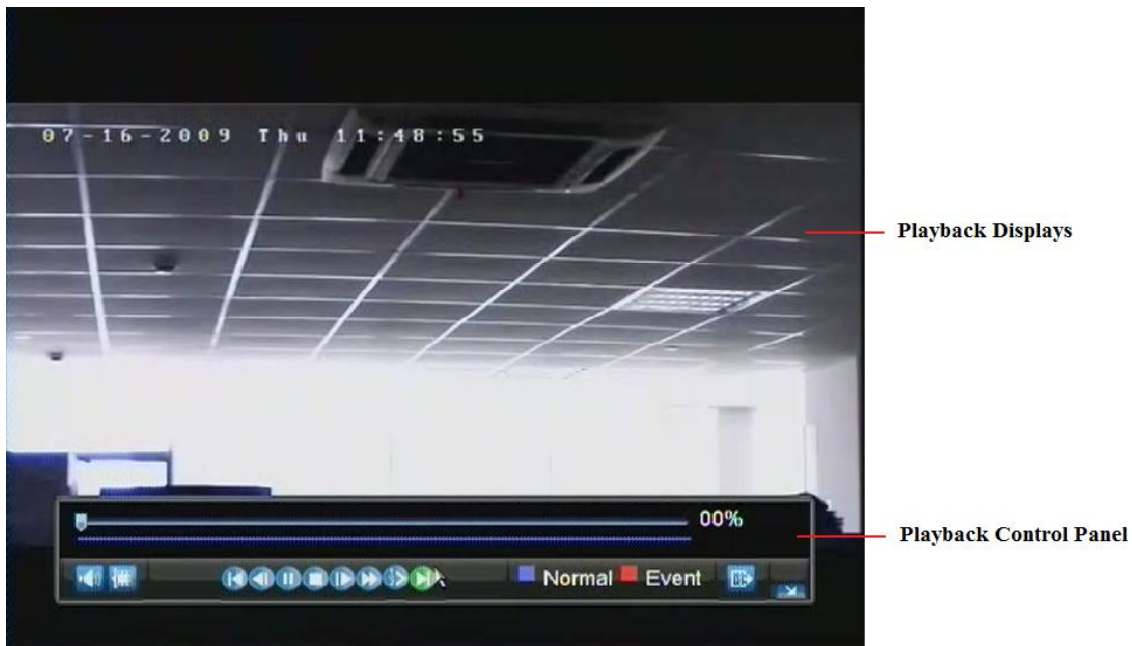 07-16-2009 Thu 11:48:55
Playback Displays
00%
Playback Control Panel
Normal Event